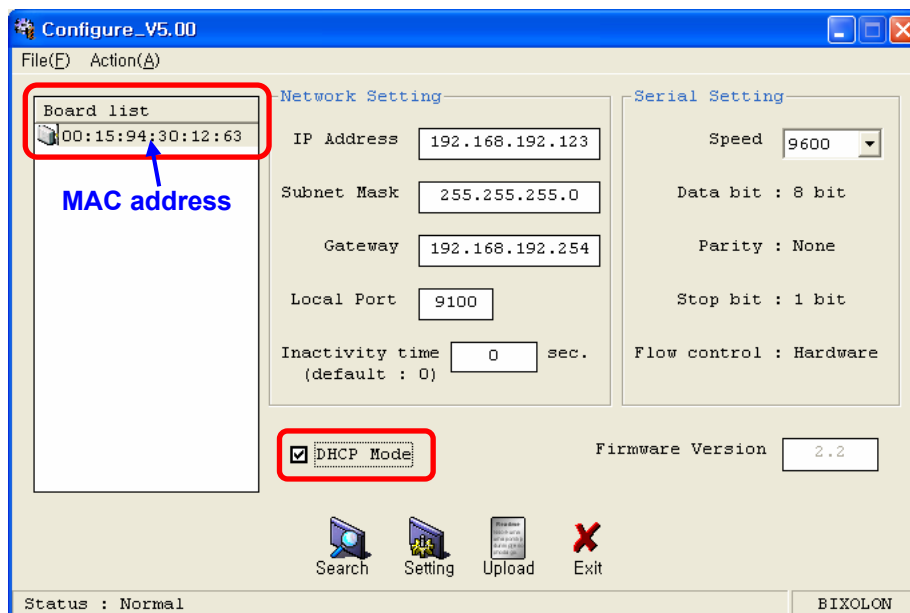 Configure_V5.00
File(F) Action(A)
Board list
00:15:94:30:12:63
MAC address
Network Setting
IP Address 192.168.192.123
Subnet Mask 255.255.255.0
Gateway 192.168.192.254
Local Port 9100
Inactivity time 0 sec.
(default : 0)
Serial Setting
Speed 9600
Data bit : 8 bit
Parity : None
Stop bit : 1 bit
Flow control : Hardware
DHCP Mode
Firmware Version 2.2
Search Setting Upload Exit
Status : Normal BIXOLON